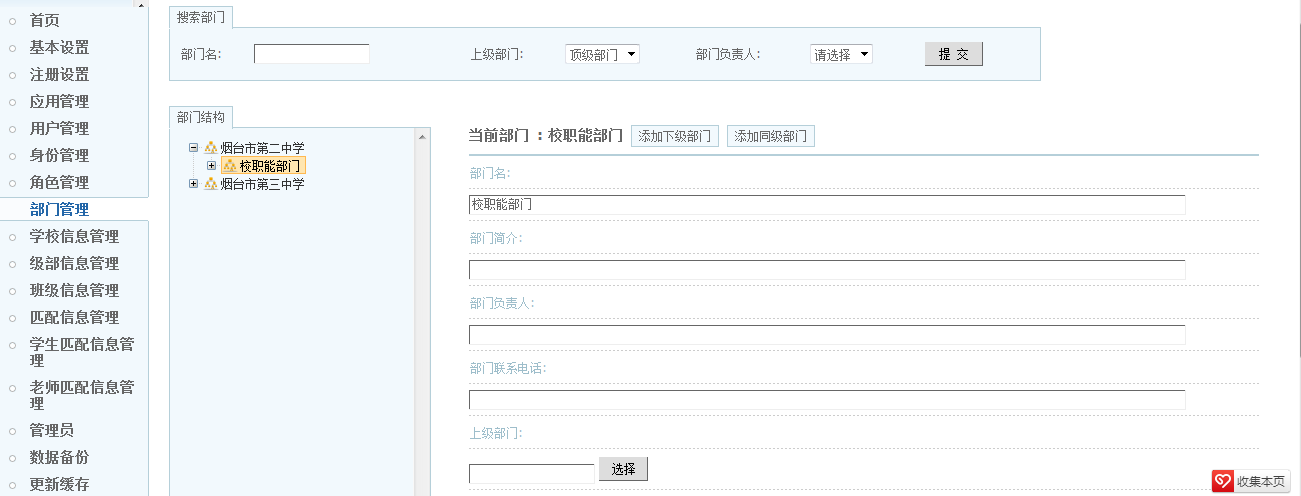 首页
基本设置
注册设置
应用管理
用户管理
身份管理
角色管理
部门管理
学校信息管理
级部信息管理
班级信息管理
匹配信息管理
学生匹配信息管
理
老师匹配信息管
理
管理员
数据备份
更新缓存
搜索部门
部门名: 上级部门: 顶级部门 部门负责人: 请选择 提 交
部门结构
烟台市第二中学
校职能部门
烟台市第三中学
当前部门 ：校职能部门 添加下级部门 添加同级部门
部门名:
校职能部门
部门简介:
部门负责人:
部门联系电话:
上级部门:
选择
收集本页